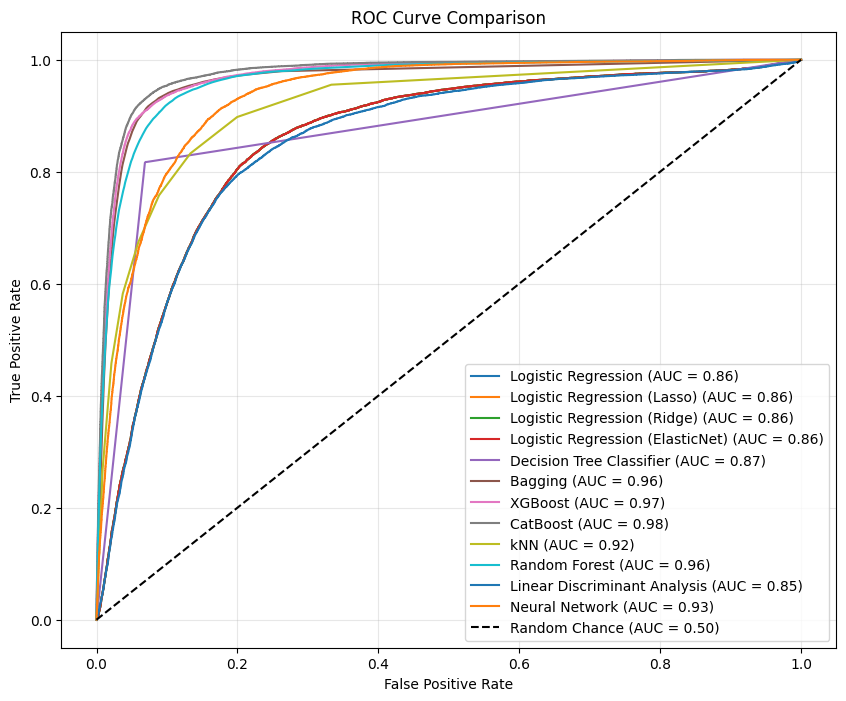 ROC Curve Comparison
1.0
0.8
0.6
0.4
0.2
0.0
True Positive Rate
Logistic Regression (AUC = 0.86)
Logistic Regression (Lasso) (AUC = 0.86)
Logistic Regression (Ridge) (AUC = 0.86)
Logistic Regression (ElasticNet) (AUC = 0.86)
Decision Tree Classifier (AUC = 0.87)
Bagging (AUC = 0.96)
XGBoost (AUC = 0.97)
CatBoost (AUC = 0.98)
kNN (AUC = 0.92)
Random Forest (AUC = 0.96)
Linear Discriminant Analysis (AUC = 0.85)
Neural Network (AUC = 0.93)
Random Chance (AUC = 0.50)
0.0 0.2 0.4 0.6 0.8 1.0
False Positive Rate